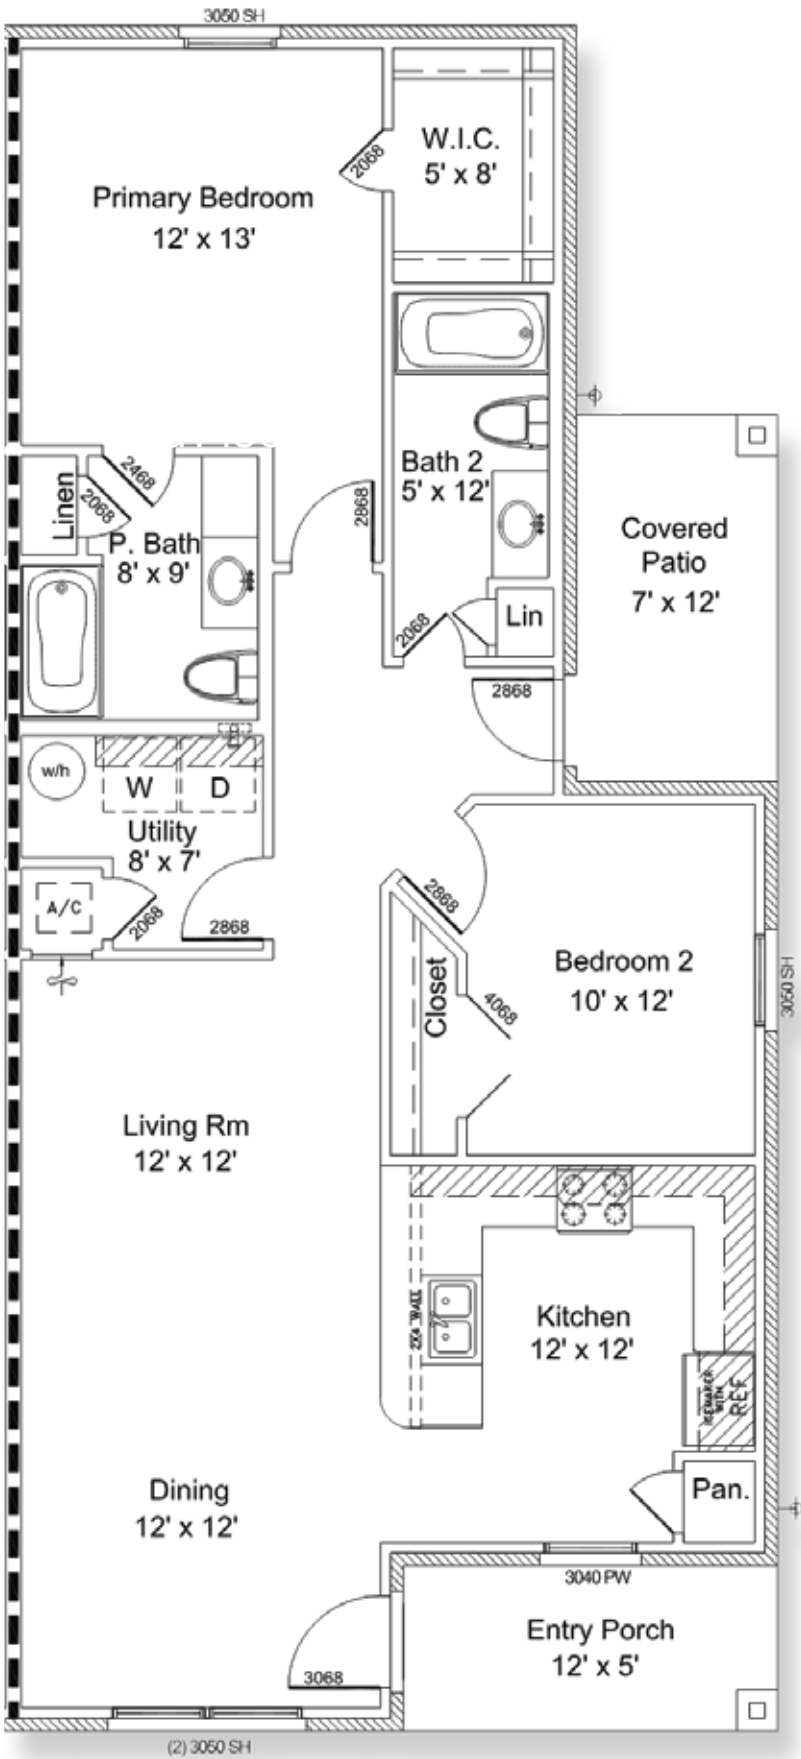 3050 SH
W.I.C.
5' x 8'
2068
Primary Bedroom
12' x 13'
2468
Linen
2068
P. Bath
8' x 9'
2868
Bath 2
5' x 12'
Covered
Patio
7' x 12'
Lin
2068
2868
w/h
W
D
Utility
8' x 7'
A/C
2068
2868
2868
Bedroom 2
10' x 12'
3050 SH
Closet
4068
Living Rm
12' x 12'
2X4 WALL
Kitchen
12' x 12'
ICEMAKER
WITH
REF
Dining
12' x 12'
Pan.
3040 PW
Entry Porch
12' x 5'
3068
(2) 3050 SH